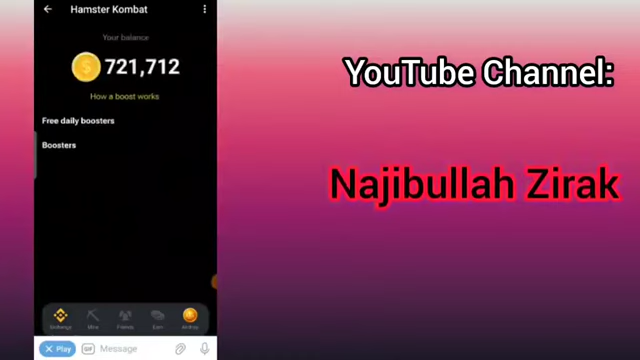 Hamster Kombat
Your balance
721,712
How a boost works
Free daily boosters
Boosters
Mine
Friends
Earn
Airdrop
Play
GIF
Message
YouTube Channel:
Najibullah Zirak